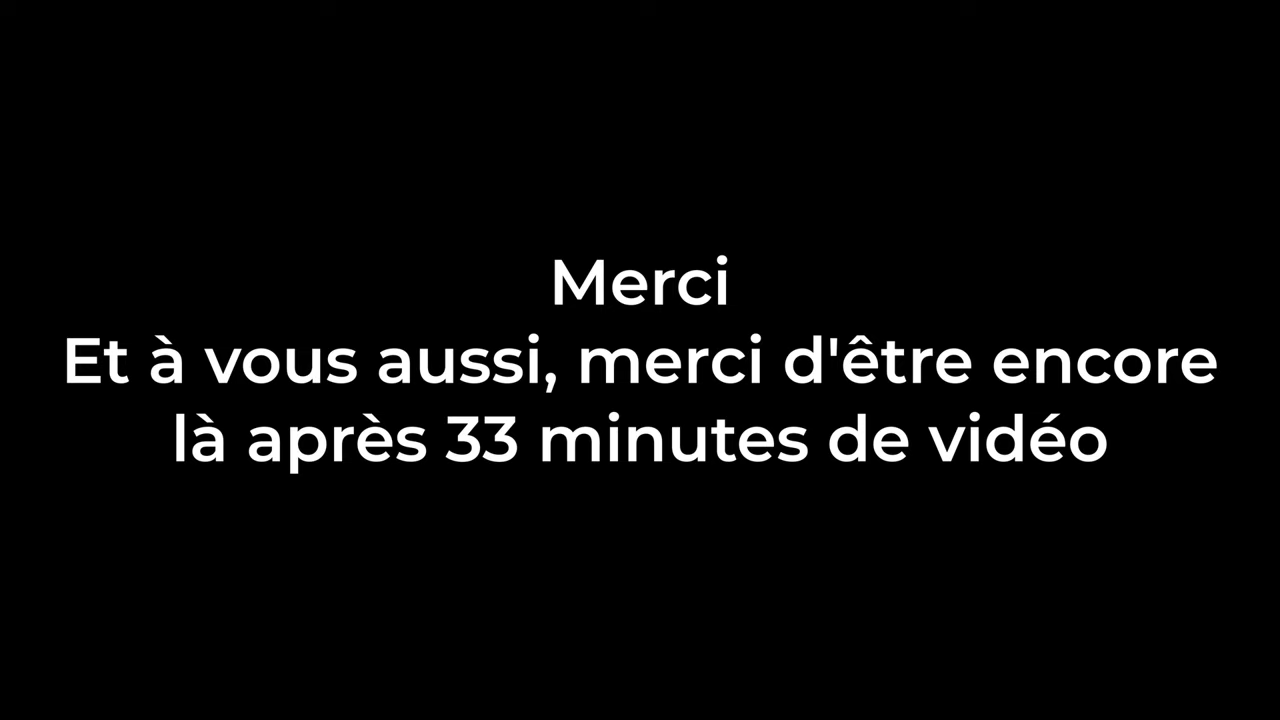 Merci
Et à vous aussi, merci d'être encore
là après 33 minutes de vidéo